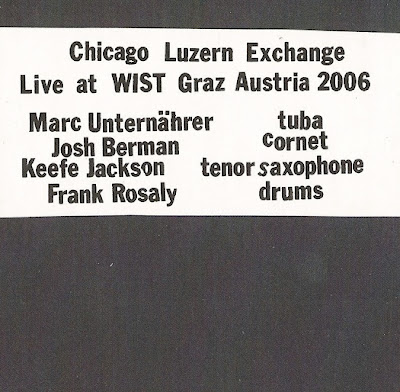 Chicago Luzern Exchange
Live at WIST Graz Austria 2006
Marc Unternährer tuba
Josh Berman cornet
Keefe Jackson tenor saxophone
Frank Rosaly drums